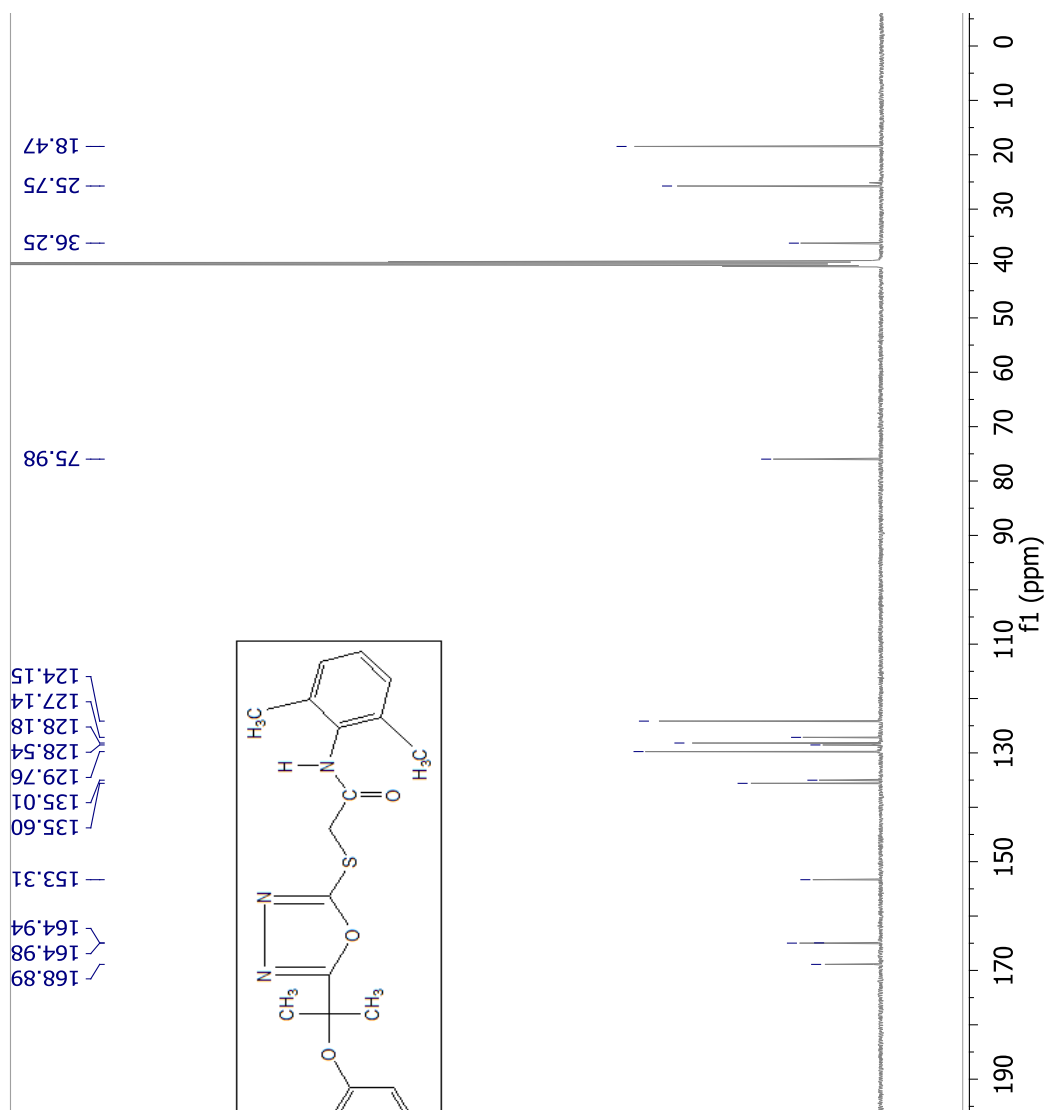 18.47
25.75
36.25
75.98
124.15
127.14
128.18
128.54
129.76
135.01
135.60
153.31
164.94
164.98
168.89
0
10
20
30
40
50
60
70
80
90
110
130
150
170
190
f1 (ppm)
H₃C
H
N
H₃C
C
O
S
N
N
O
CH₃
CH₃
O